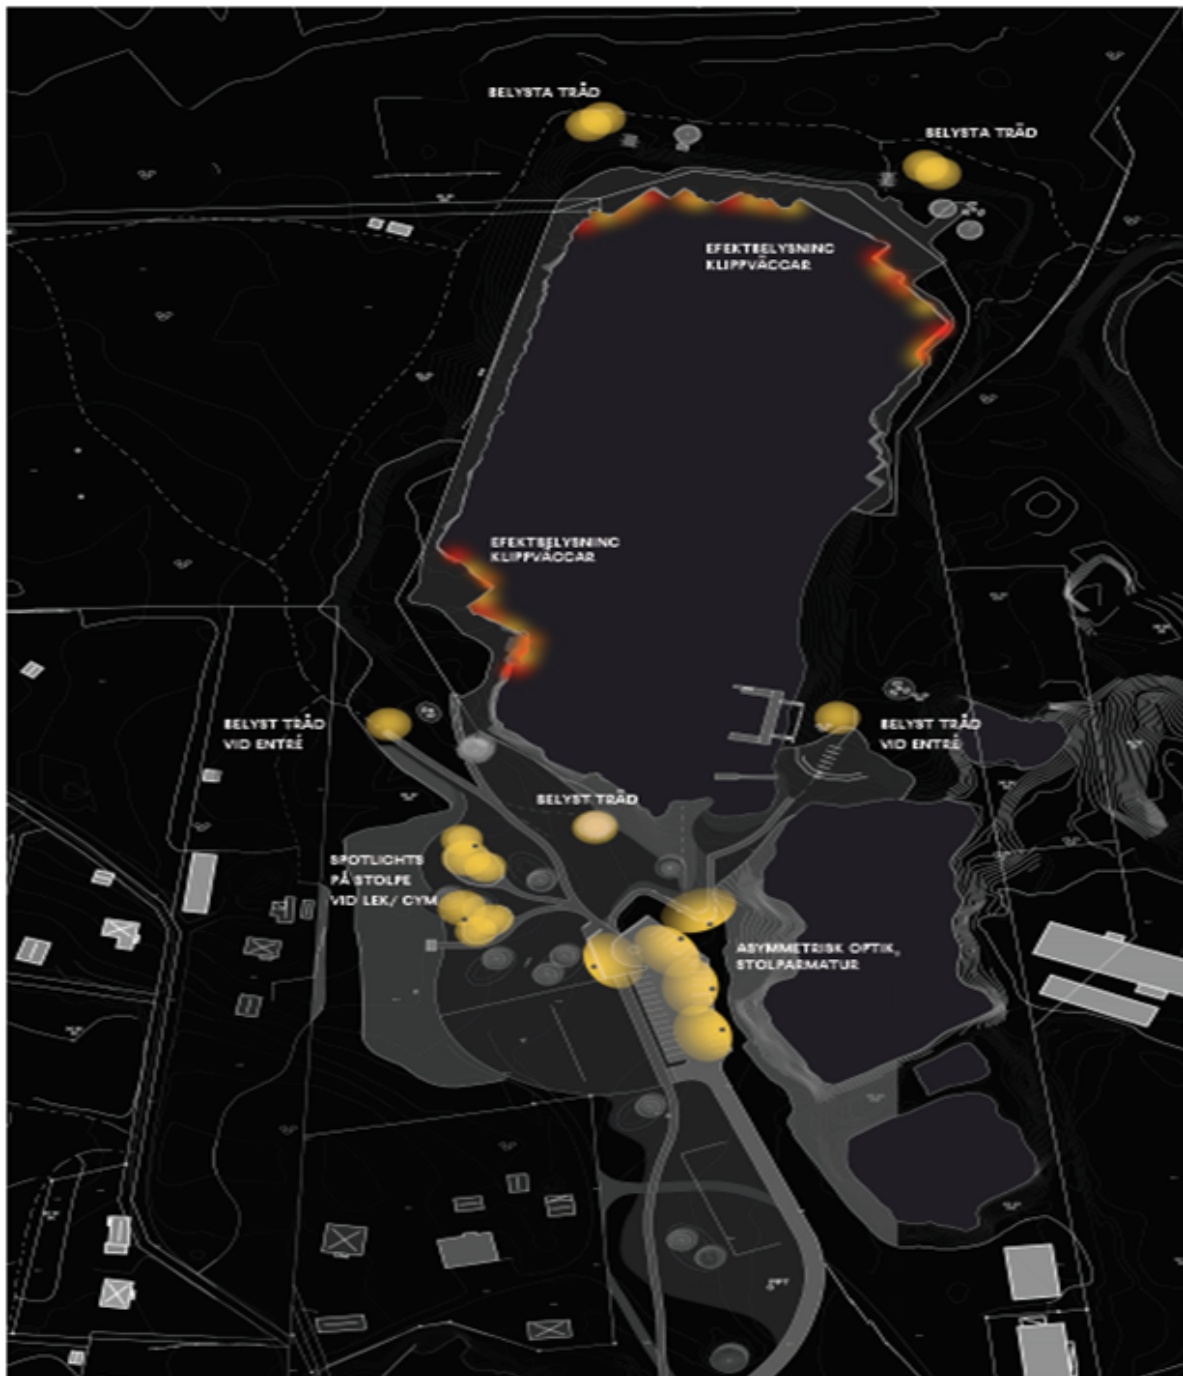 BELYSTA TRÄD
BELYSTA TRÄD
EFEKTBELYSNING
KLIPPVÄGGAR
EFEKTBELYSNING
KLIPPVÄGGAR
BELYST TRÄD
VID ENTRÉ
BELYST TRÄD
VID ENTRÉ
BELYST TRÄD
SPOTLIGHTS
PÅ STOLPE
VID LEK/ GYM
ASYMMETRISK OPTIK,
STOLPARMATUR